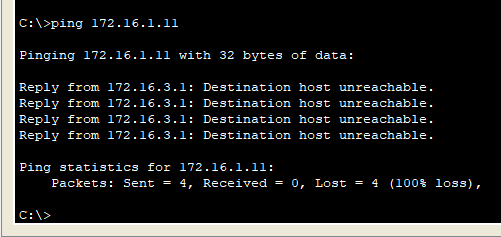 C:\>ping 172.16.1.11
Pinging 172.16.1.11 with 32 bytes of data:
Reply from 172.16.3.1: Destination host unreachable.
Reply from 172.16.3.1: Destination host unreachable.
Reply from 172.16.3.1: Destination host unreachable.
Reply from 172.16.3.1: Destination host unreachable.
Ping statistics for 172.16.1.11:
    Packets: Sent = 4, Received = 0, Lost = 4 (100% loss),
C:\>